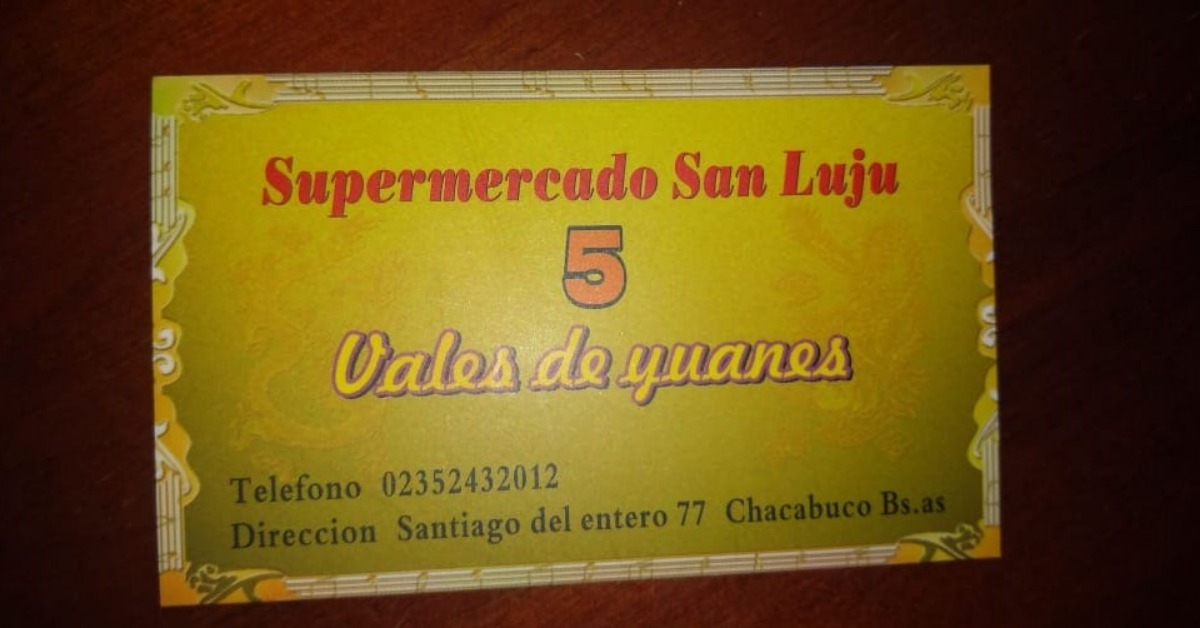 Supermercado San Luju
5
Vales de yuanes
Telefono 02352432012
Direccion Santiago del entero 77 Chacabuco Bs.as